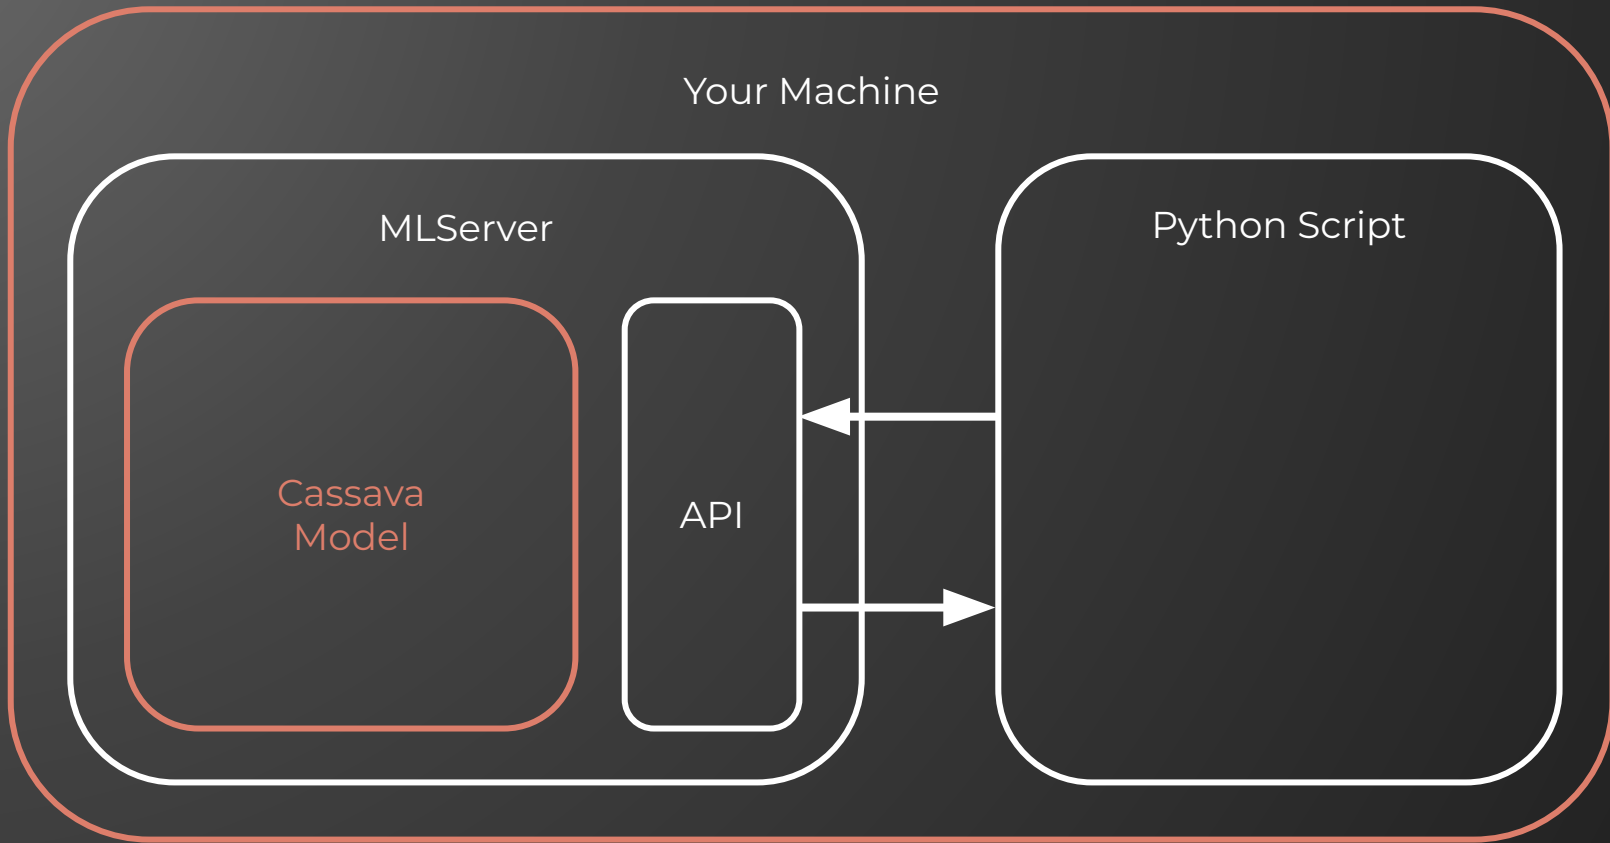 Your Machine
MLServer
Python Script
Cassava
Model
API